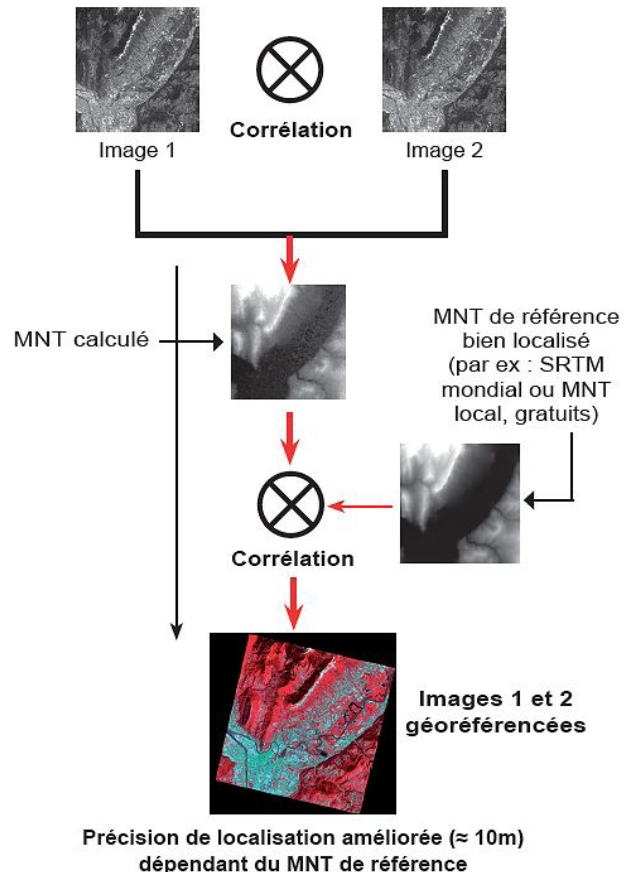 Image 1
Corrélation
Image 2
MNT calculé
MNT de référence
bien localisé
(par ex : SRTM
mondial ou MNT
local, gratuits)
Corrélation
Images 1 et 2
géoréférencées
Précision de localisation améliorée (≈ 10m)
dépendant du MNT de référence